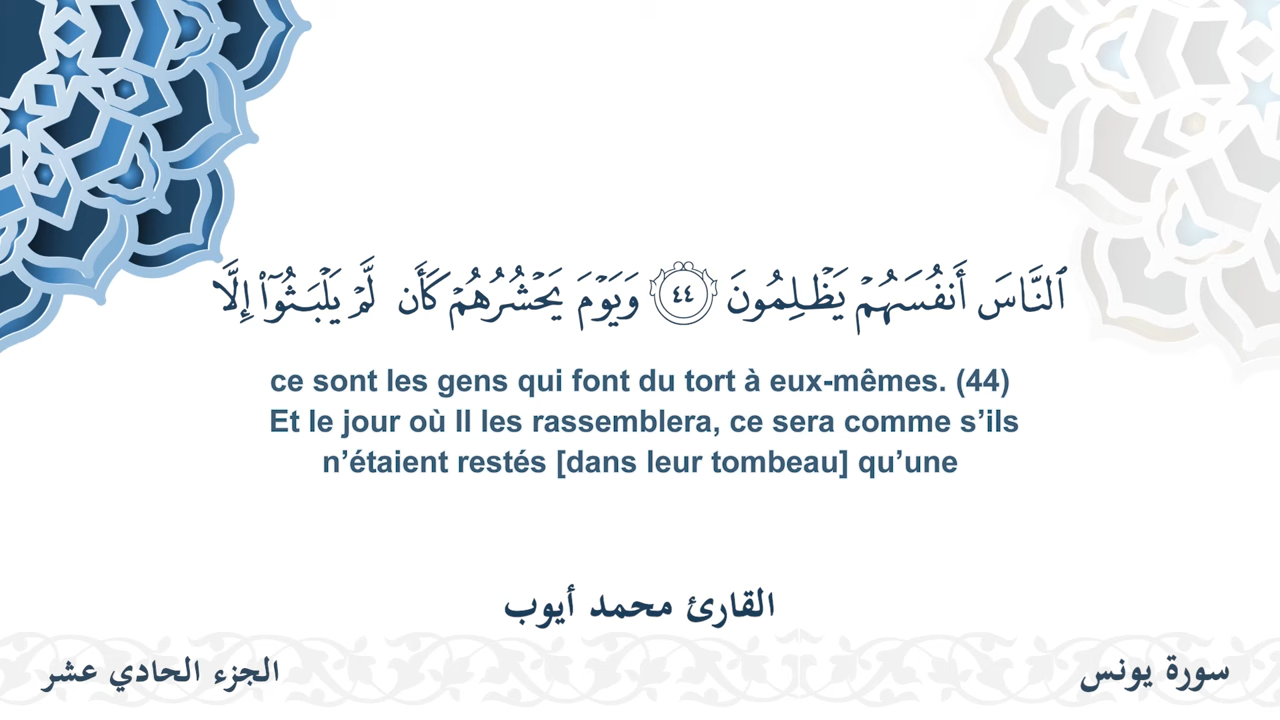 ٱلنَّاسَ أَنفُسَهُمۡ يَظۡلِمُونَ ٤٤ وَيَوۡمَ يَحۡشُرُهُمۡ كَأَن لَّمۡ يَلۡبَثُوٓاْ إِلَّا
ce sont les gens qui font du tort à eux-mêmes. (44)
Et le jour où Il les rassemblera, ce sera comme s’ils
n’étaient restés [dans leur tombeau] qu’une
القارئ محمد أيوب
سورة يونس
الجزء الحادي عشر